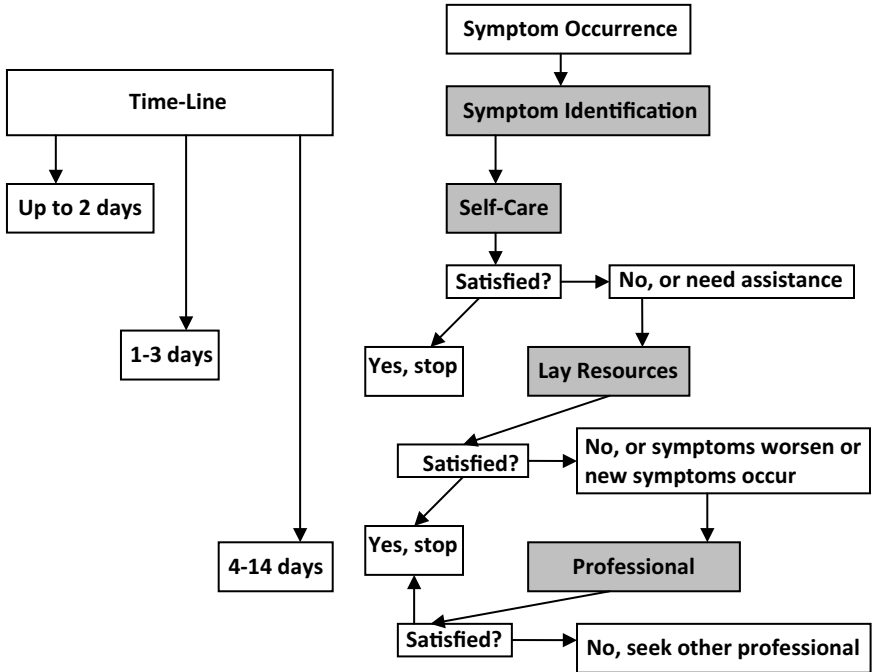 Symptom Occurrence
Time-Line
Symptom Identification
Up to 2 days
Self-Care
Satisfied?
No, or need assistance
1-3 days
Yes, stop
Lay Resources
Satisfied?
No, or symptoms worsen or
new symptoms occur
Yes, stop
4-14 days
Professional
Satisfied?
No, seek other professional